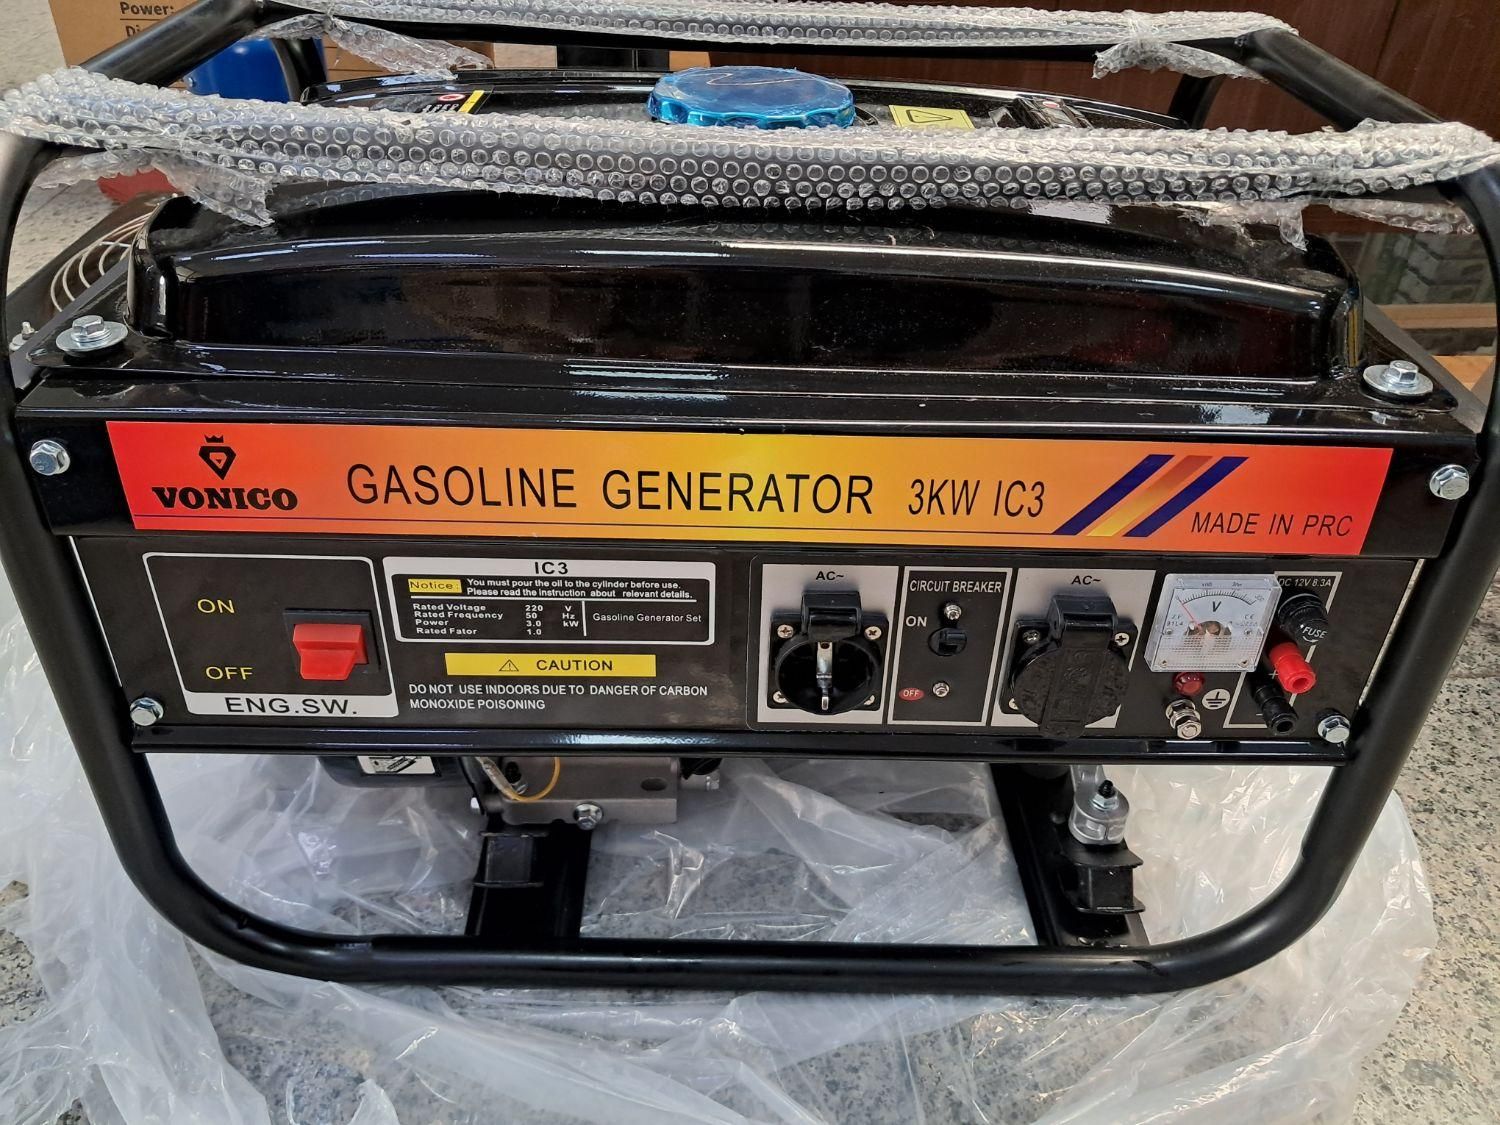 Power:
VONICO
GASOLINE GENERATOR 3KW IC3
MADE IN PRC
ON
OFF
ENG.SW.
IC3
Notice: You must pour the oil to the cylinder before use.
Please read the instruction about relevant details.
Rated Voltage 220 V
Rated Frequency 50 Hz
Power 3.0 kW
Rated Fator 1.0
Gasoline Generator Set
CAUTION
DO NOT USE INDOORS DUE TO DANGER OF CARBON
MONOXIDE POISONING
AC~
CIRCUIT BREAKER
ON
OFF
AC~
V
DC 12V 8.3A
FUSE
+